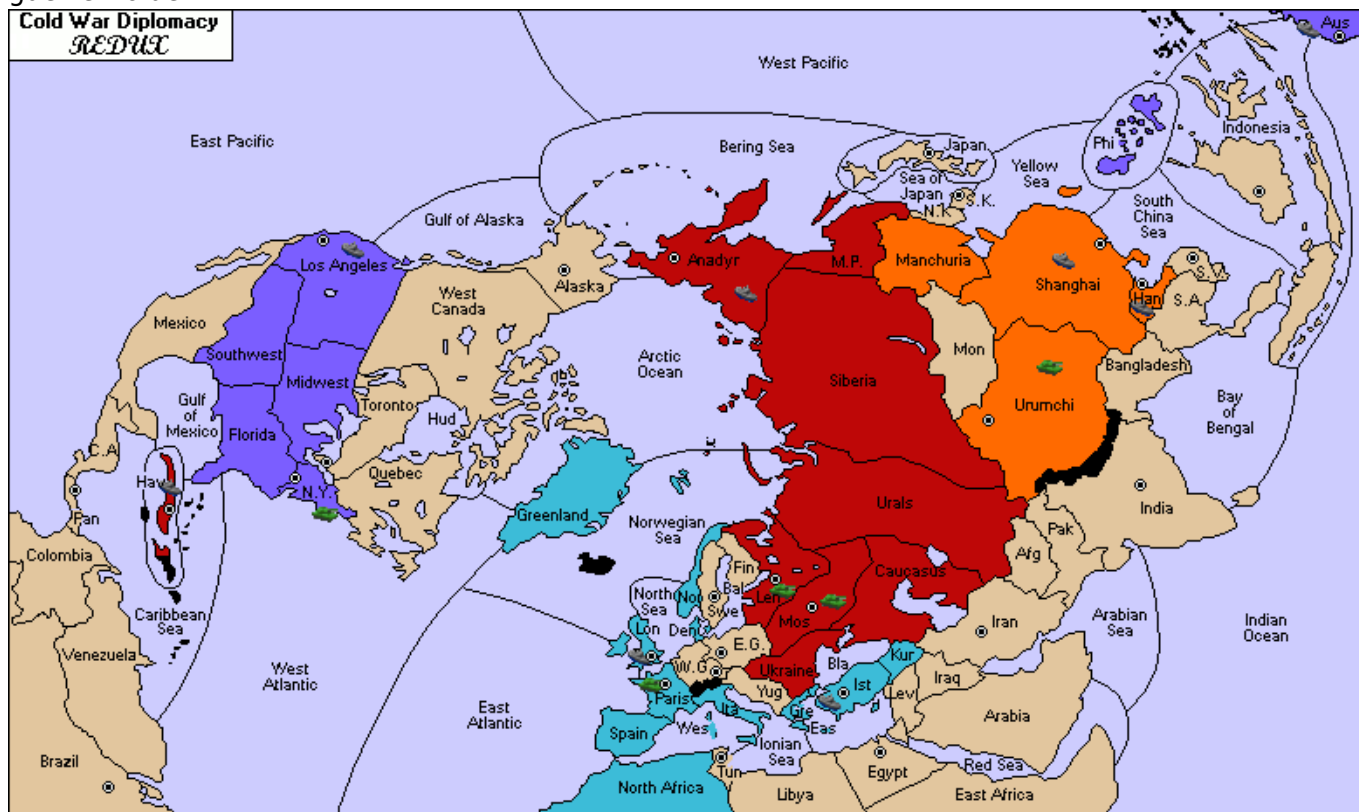 Cold War Diplomacy
REDUX
Aus
West Pacific
East Pacific
Indonesia
Bering Sea
Japan
Phi
Yellow
Sea
Sea of
Japan
S.K.
N.K
South
China
Sea
Gulf of Alaska
Anadyr
M.P.
Manchuria
Los Angeles
Alaska
Shanghai
Han
S.V.
S.A.
West
Canada
Mexico
Southwest
Midwest
Arctic
Ocean
Siberia
Mon
Bangladesh
Urumchi
Bay
of
Bengal
Gulf
of
Mexico
Toronto
Hud
Florida
Quebec
C.A
Hav
N.Y.
Pan
Greenland
Norwegian
Sea
Urals
India
Pak
Afg
Colombia
Fin
Caucasus
Bal
Len
North
Sea
Nor
Swe
Mos
Caribbean
Sea
Lon
Den
Iran
Arabian
Sea
Indian
Ocean
E.G.
Venezuela
W.G
Ukraine
Bla
Kur
West
Atlantic
Paris
Yug
Ist
Iraq
Lev
East
Atlantic
Ita
Gre
Arabia
Spain
Wes
Eas
Ionian
Sea
Brazil
Tun
Egypt
Red Sea
North Africa
Libya
East Africa